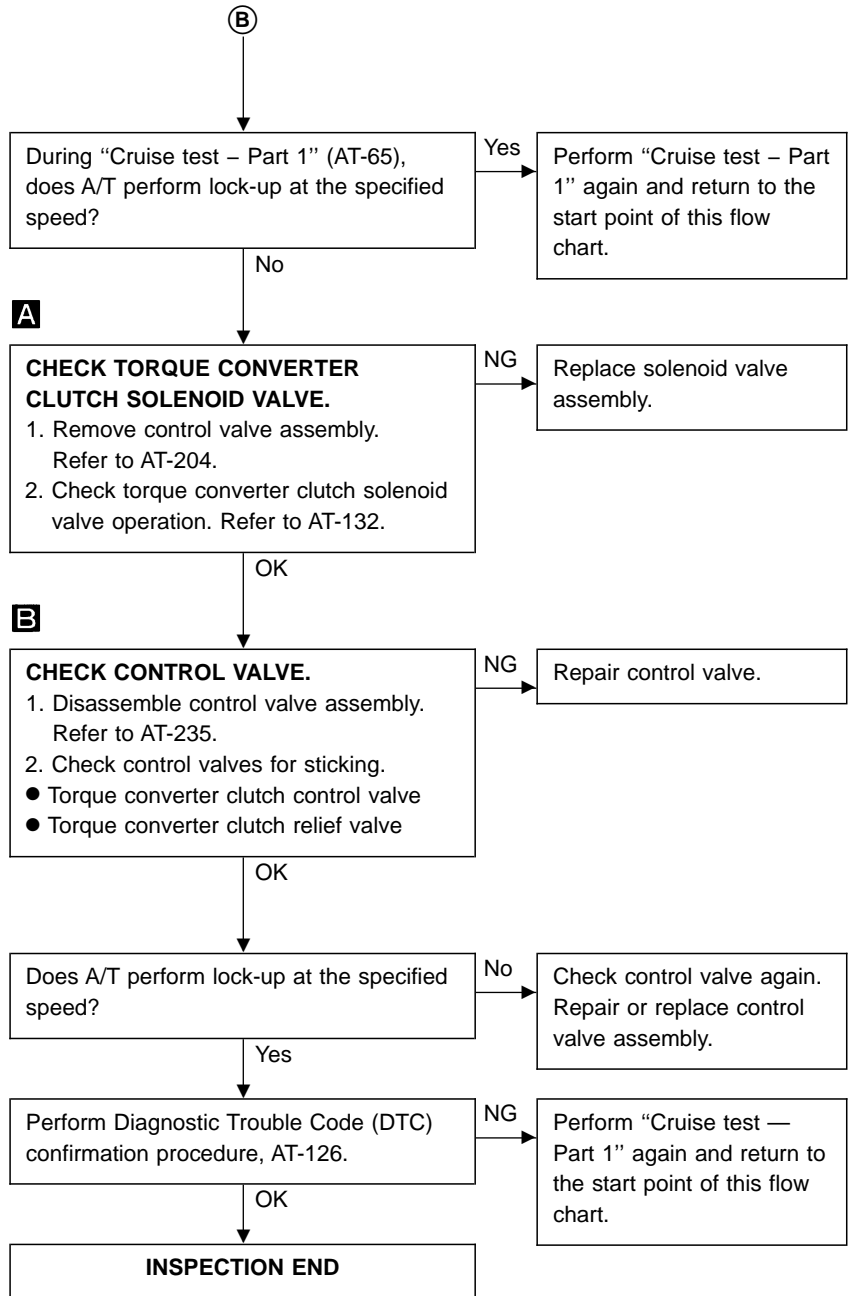 B
During “Cruise test – Part 1’’ (AT-65),
does A/T perform lock-up at the specified
speed?
Yes
Perform “Cruise test – Part
1’’ again and return to the
start point of this flow
chart.
No
A
CHECK TORQUE CONVERTER
CLUTCH SOLENOID VALVE.
1. Remove control valve assembly.
Refer to AT-204.
2. Check torque converter clutch solenoid
valve operation. Refer to AT-132.
NG
Replace solenoid valve
assembly.
OK
B
CHECK CONTROL VALVE.
1. Disassemble control valve assembly.
Refer to AT-235.
2. Check control valves for sticking.
● Torque converter clutch control valve
● Torque converter clutch relief valve
NG
Repair control valve.
OK
Does A/T perform lock-up at the specified
speed?
No
Check control valve again.
Repair or replace control
valve assembly.
Yes
Perform Diagnostic Trouble Code (DTC)
confirmation procedure, AT-126.
NG
Perform “Cruise test —
Part 1’’ again and return to
the start point of this flow
chart.
OK
INSPECTION END